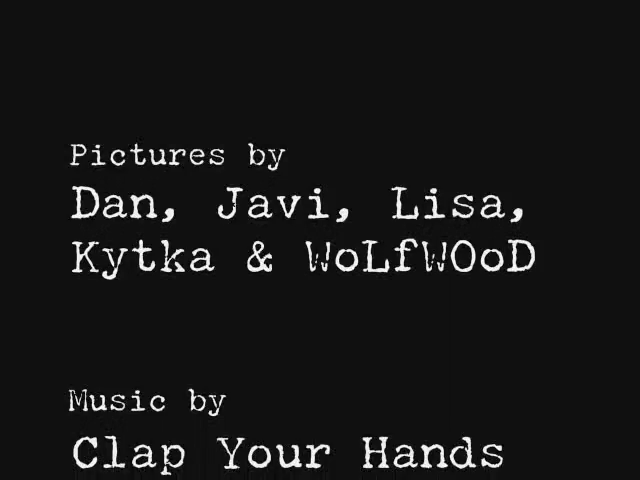 Pictures by
Dan, Javi, Lisa,
Kytka & WoLfWOoD
Music by
Clap Your Hands